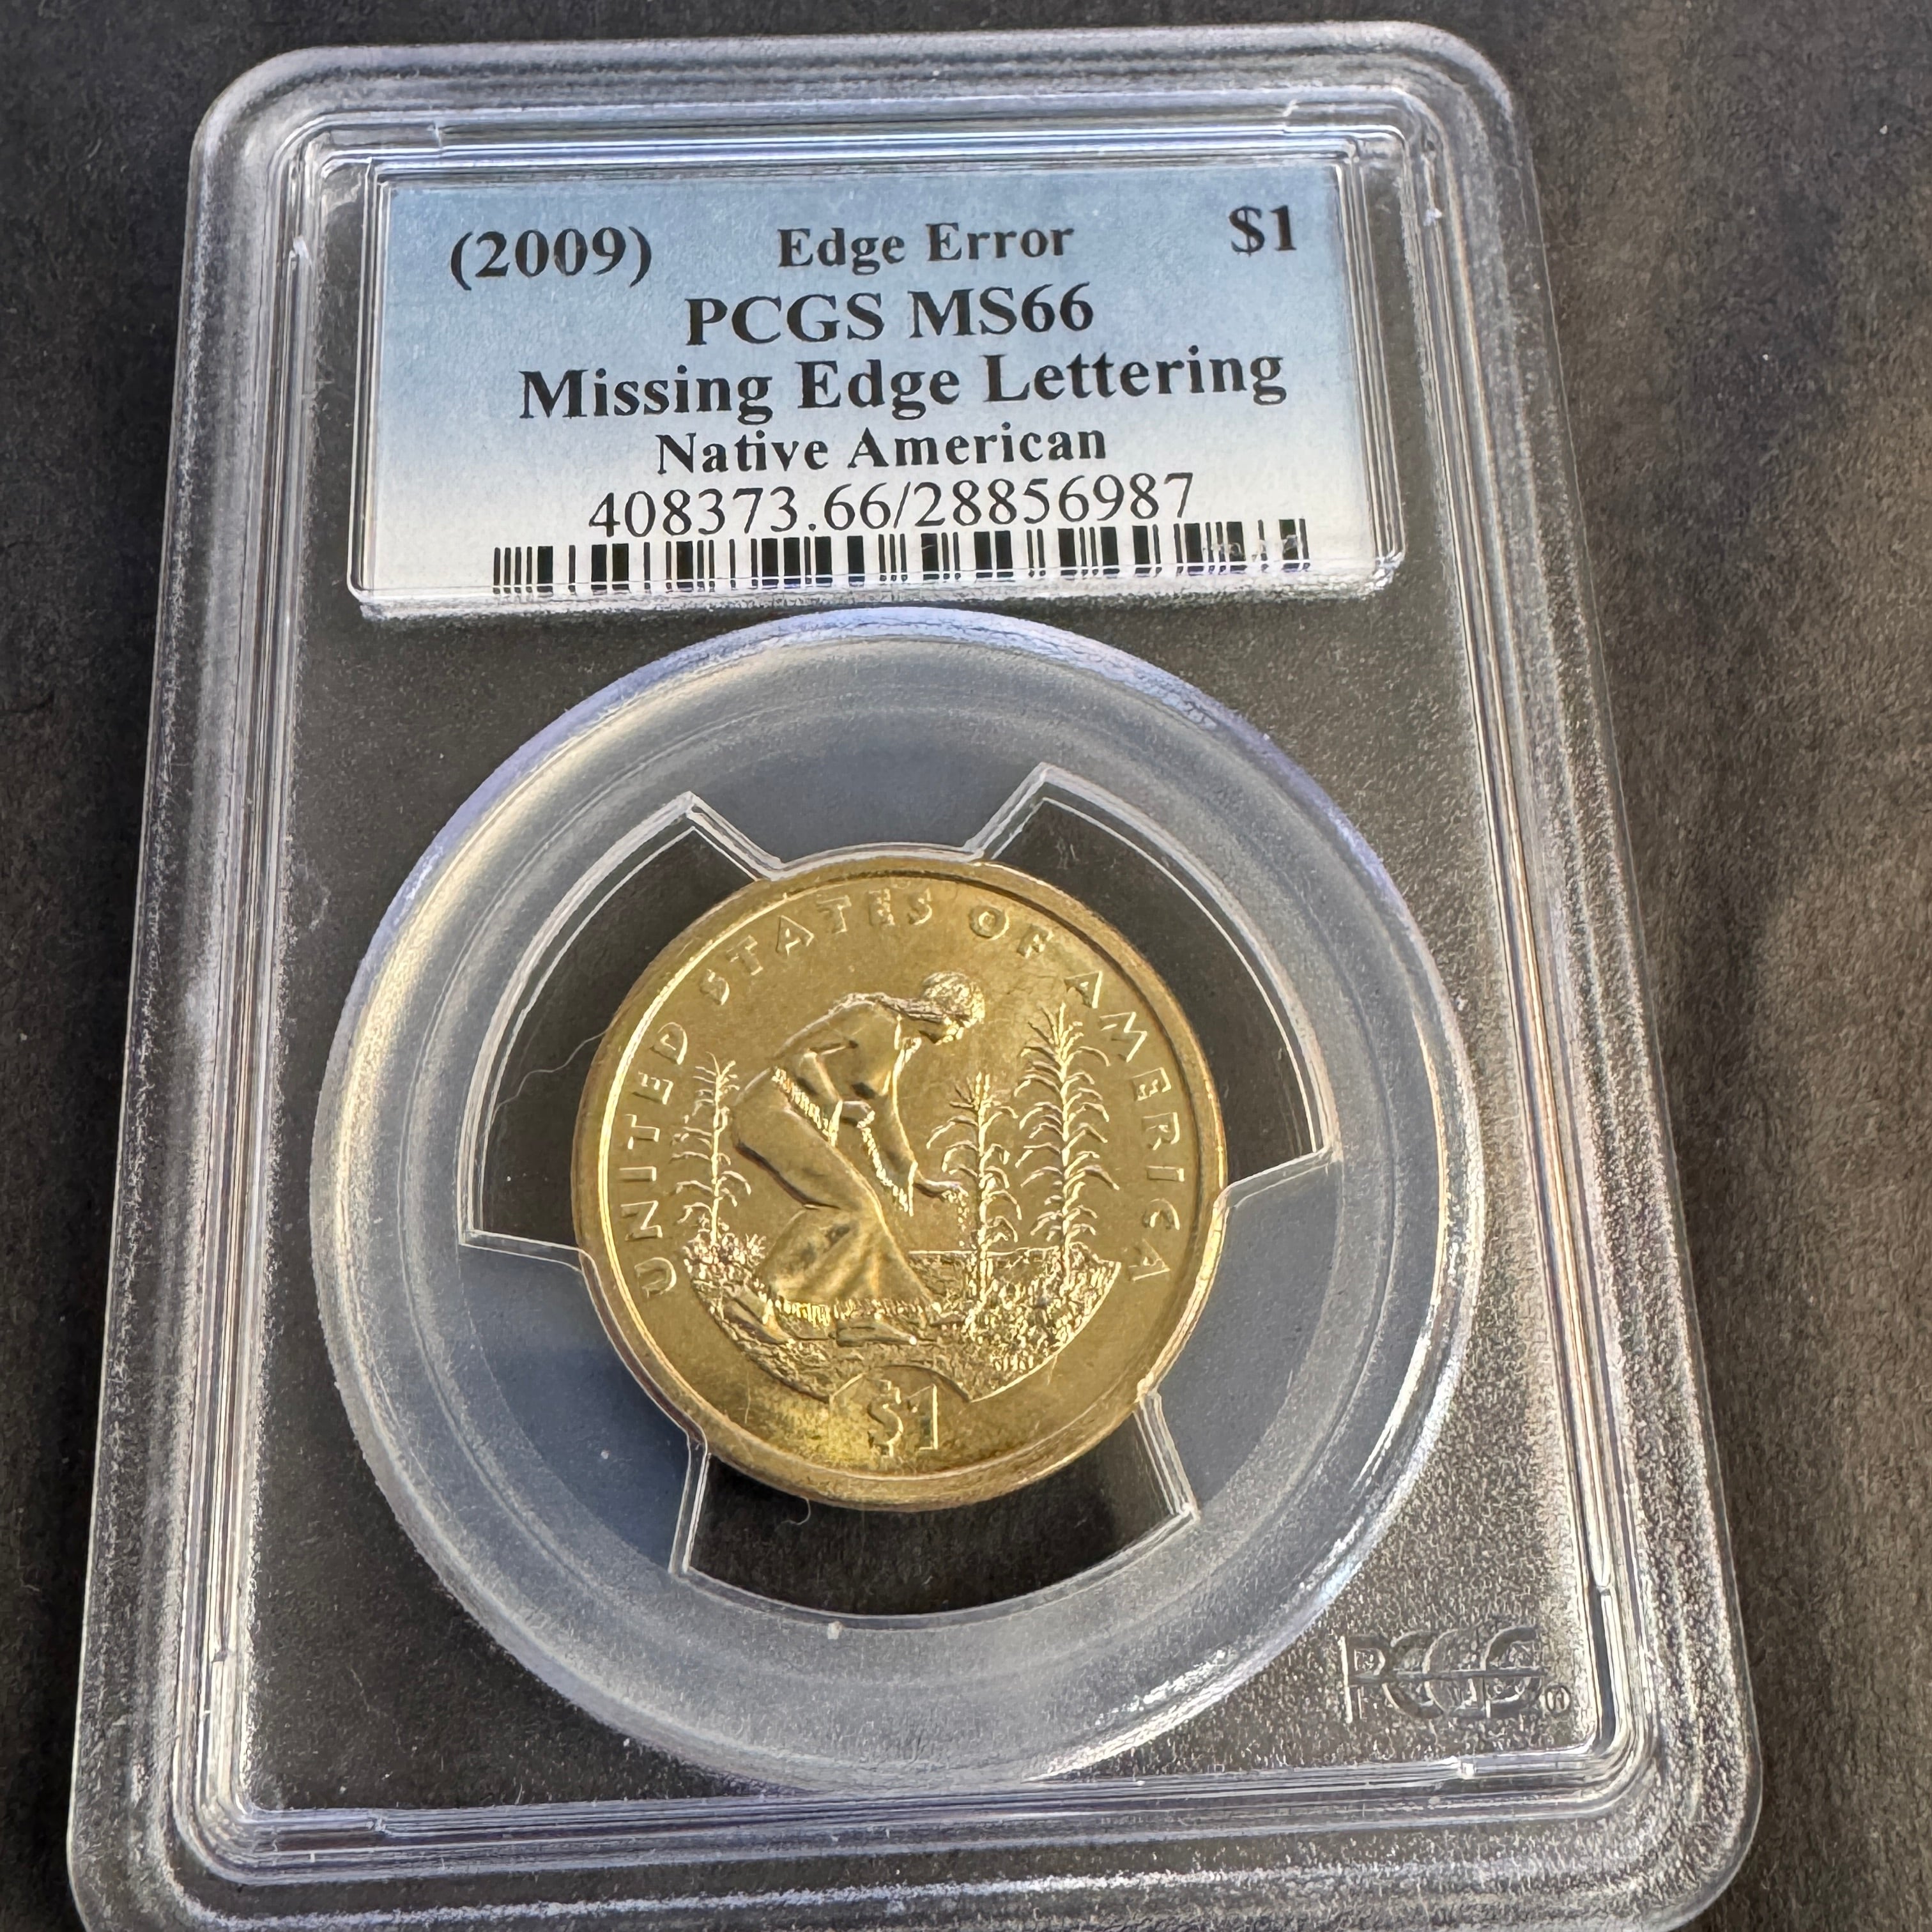 (2009) Edge Error $1
PCGS MS66
Missing Edge Lettering
Native American
408373.66/28856987
UNITED STATES OF AMERICA
$1
PCGS